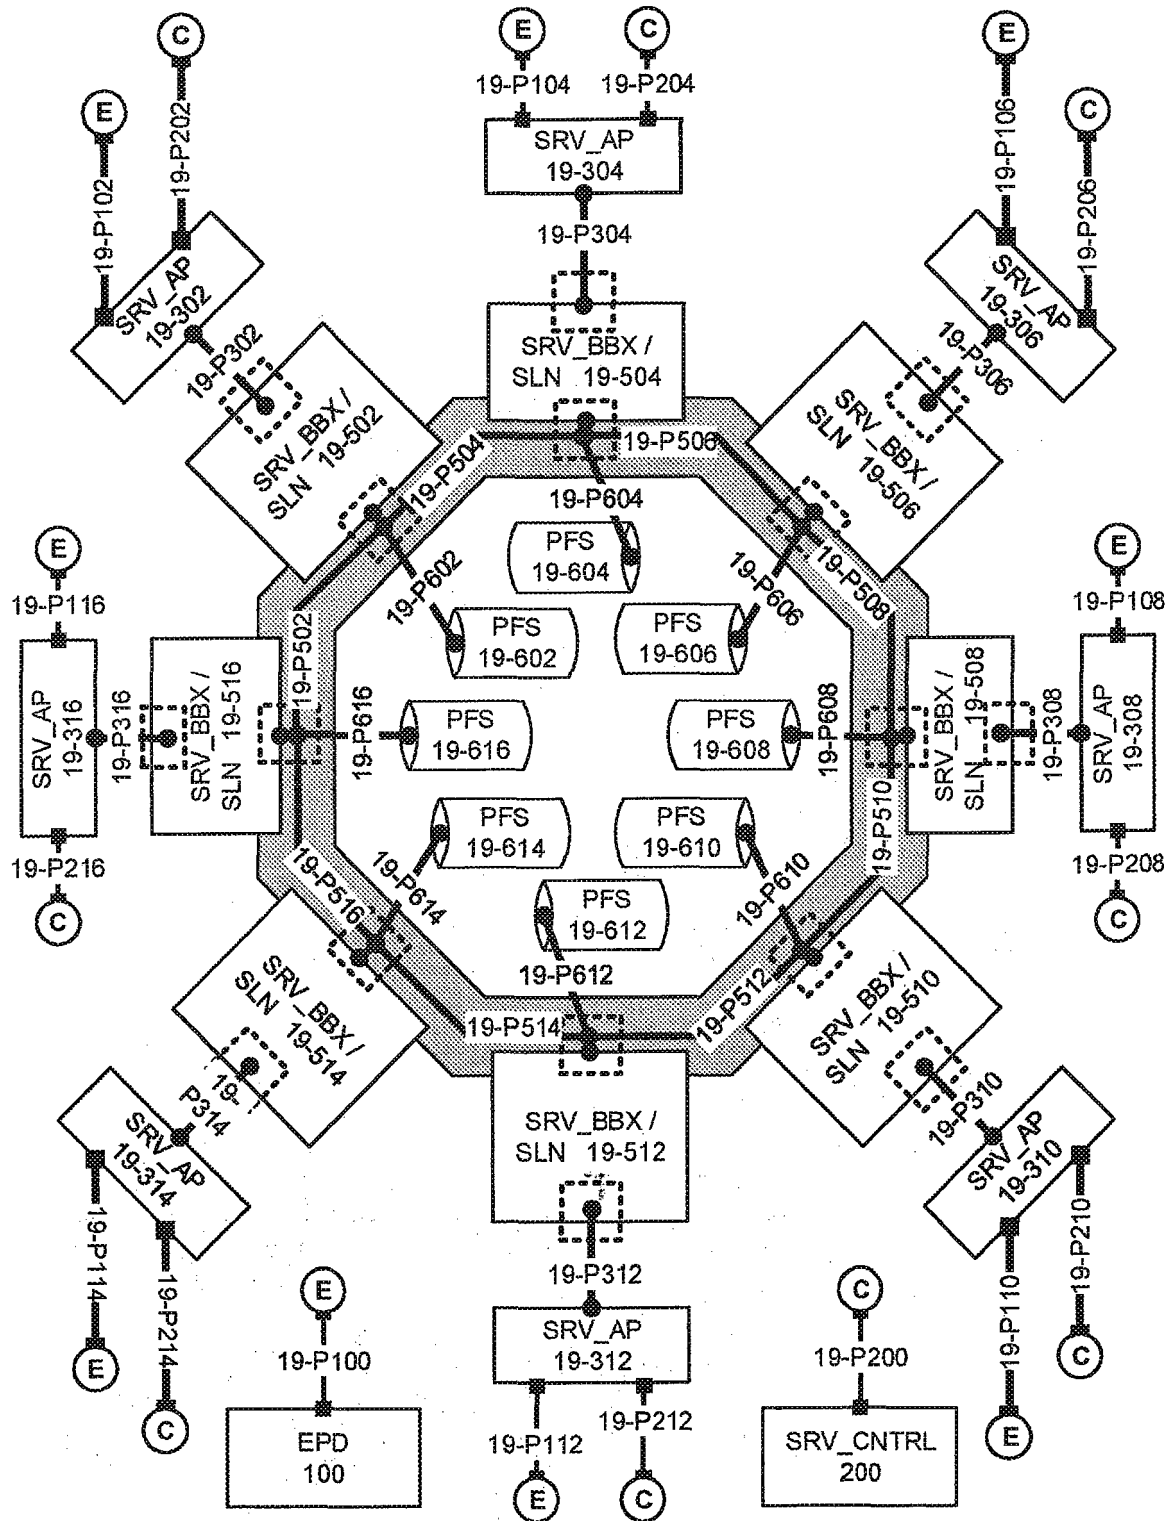 E
C
19-P104
19-P204
SRV_AP
19-304
19-P304
SRV_BBX /
SLN 19-504
E
C
19-P106
19-P206
SRV_AP
19-306
19-P306
SRV_BBX /
SLN 19-506
C
E
19-P202
19-P102
SRV_AP
19-302
19-P302
SRV_BBX /
SLN 19-502
19-P504
19-P506
19-P604
PFS
19-604
19-P602
PFS
19-602
19-P606
PFS
19-606
19-P508
19-P502
E
19-P116
SRV_AP
19-316
19-P316
19-P216
C
SRV_BBX /
SLN 19-516
19-P616
PFS
19-616
PFS
19-608
19-P608
SRV_BBX /
SLN 19-508
19-P308
E
19-P108
SRV_AP
19-308
19-P208
C
19-P510
19-P516
19-P614
PFS
19-614
PFS
19-610
19-P610
PFS
19-612
19-P612
19-P514
19-P512
SRV_BBX /
SLN 19-514
19-
P314
SRV_AP
19-314
19-P114
19-P214
E
C
SRV_BBX /
SLN 19-512
19-P312
SRV_AP
19-312
19-P112
19-P212
E
C
SRV_BBX /
SLN 19-510
19-P310
SRV_AP
19-310
19-P110
19-P210
E
C
E
19-P100
EPD
100
C
19-P200
SRV_CNTRL
200